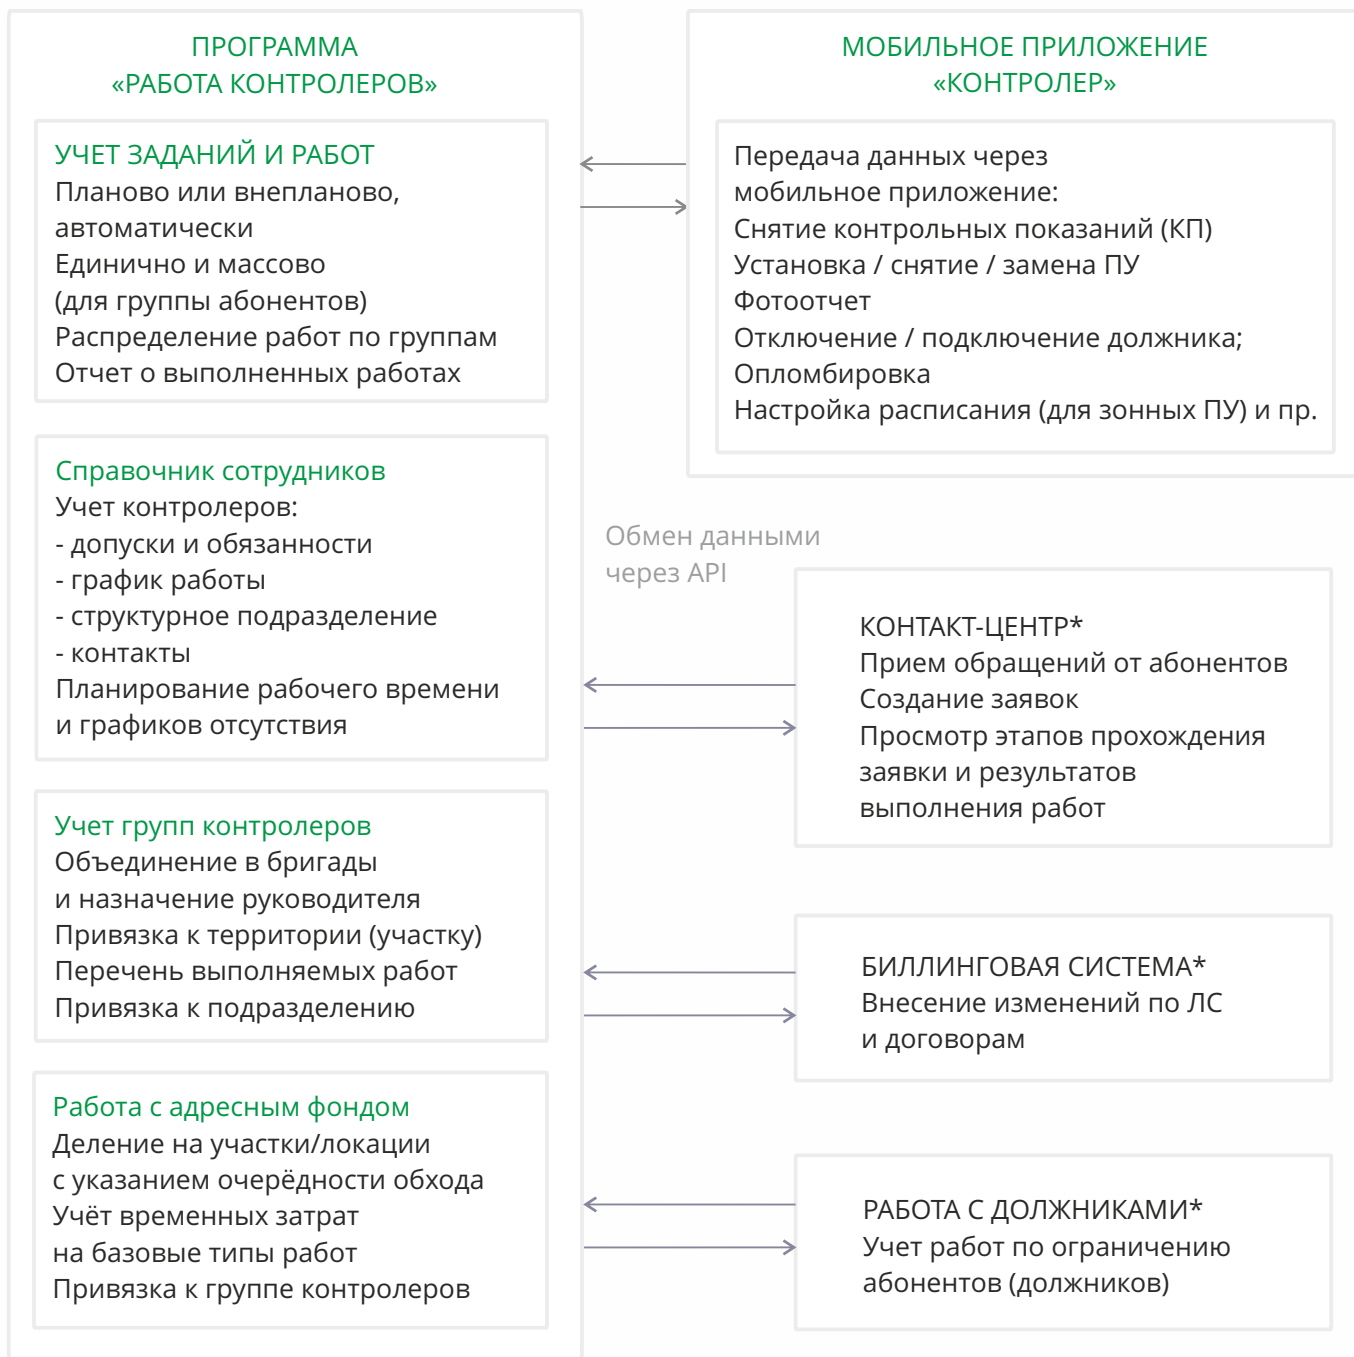 ПРОГРАММА
«РАБОТА КОНТРОЛЕРОВ»
УЧЕТ ЗАДАНИЙ И РАБОТ
Планово или внепланово,
автоматически
Единично и массово
(для группы абонентов)
Распределение работ по группам
Отчет о выполненных работах
Справочник сотрудников
Учет контролеров:
- допуски и обязанности
- график работы
- структурное подразделение
- контакты
Планирование рабочего времени
и графиков отсутствия
Учет групп контролеров
Объединение в бригады
и назначение руководителя
Привязка к территории (участку)
Перечень выполняемых работ
Привязка к подразделению
Работа с адресным фондом
Деление на участки/локации
с указанием очерёдности обхода
Учёт временных затрат
на базовые типы работ
Привязка к группе контролеров
МОБИЛЬНОЕ ПРИЛОЖЕНИЕ
«КОНТРОЛЕР»
Передача данных через
мобильное приложение:
Снятие контрольных показаний (КП)
Установка / снятие / замена ПУ
Фотоотчет
Отключение / подключение должника;
Опломбировка
Настройка расписания (для зонных ПУ) и пр.
Обмен данными
через API
КОНТАКТ-ЦЕНТР*
Прием обращений от абонентов
Создание заявок
Просмотр этапов прохождения
заявки и результатов
выполнения работ
БИЛЛИНГОВАЯ СИСТЕМА*
Внесение изменений по ЛС
и договорам
РАБОТА С ДОЛЖНИКАМИ*
Учет работ по ограничению
абонентов (должников)